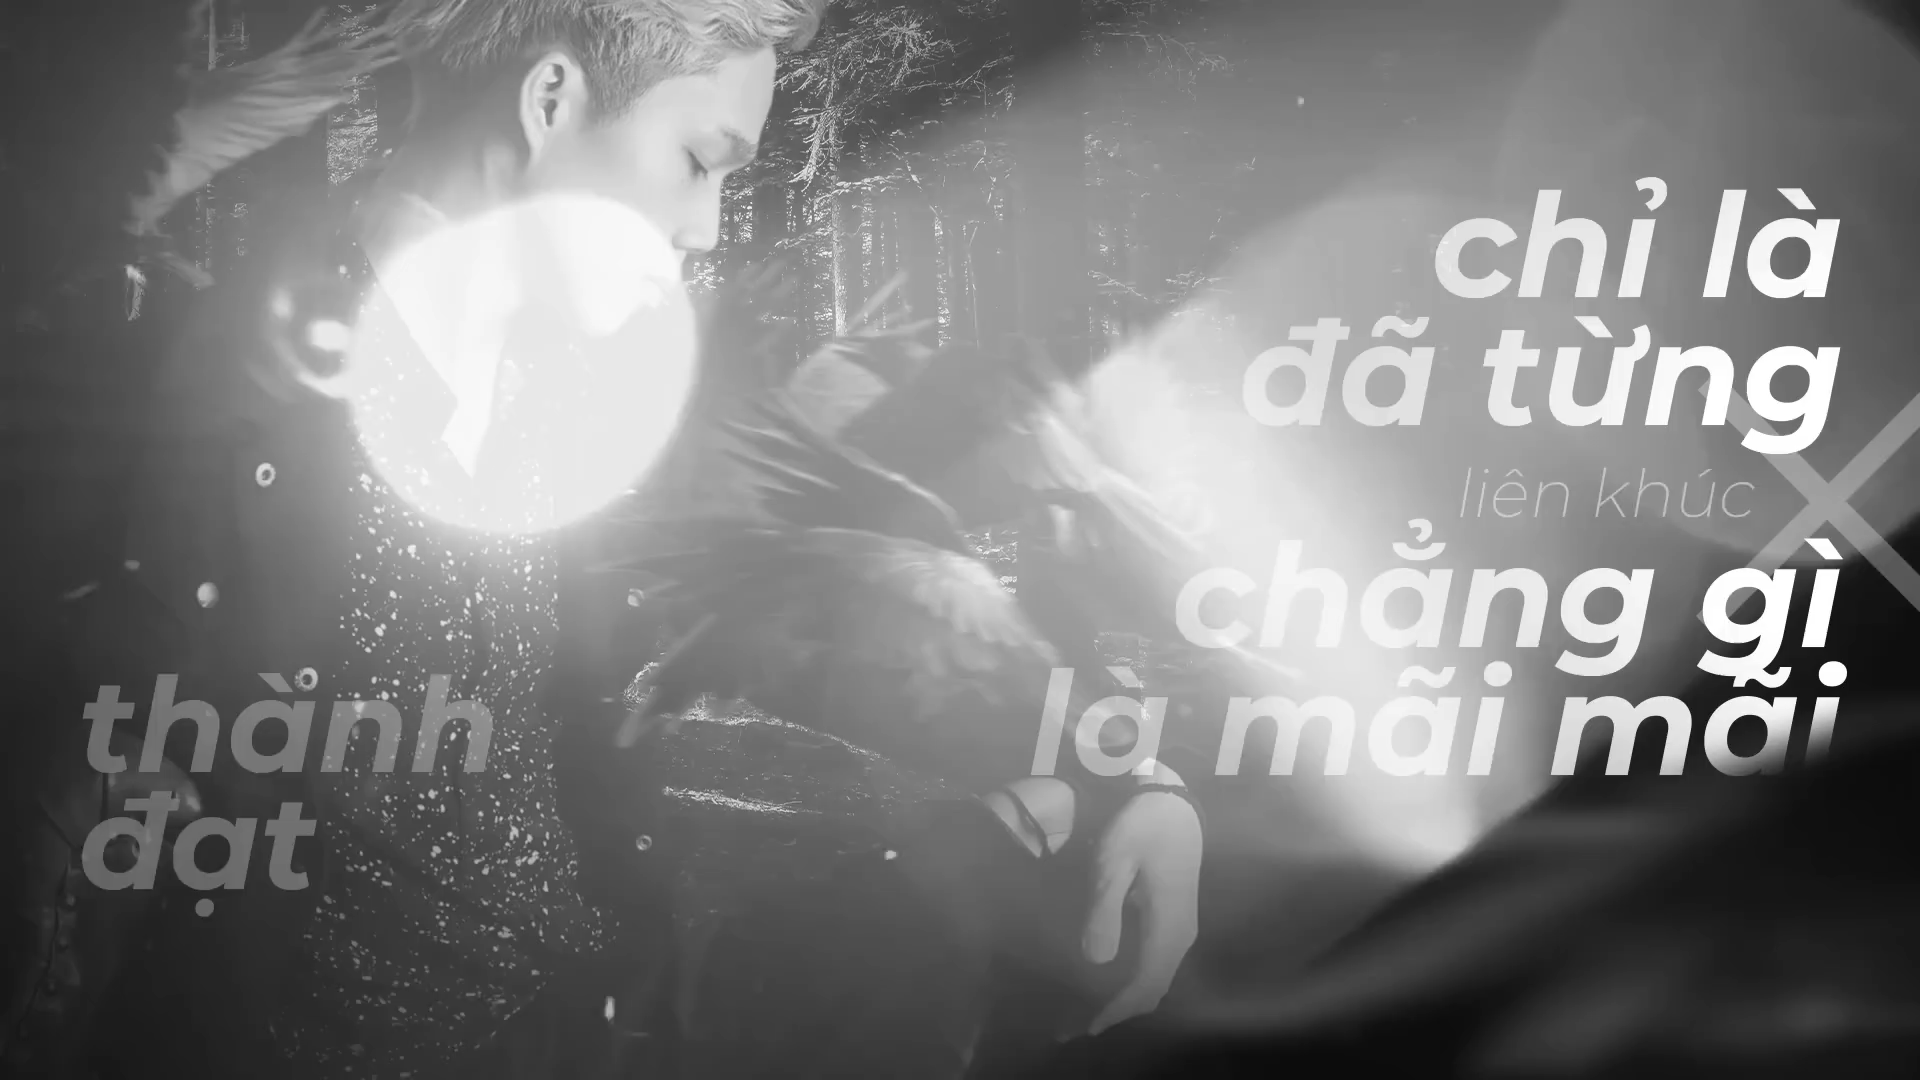 chỉ là
đã từng
liên khúc
chẳng gì
là mãi mãi
thành
đạt